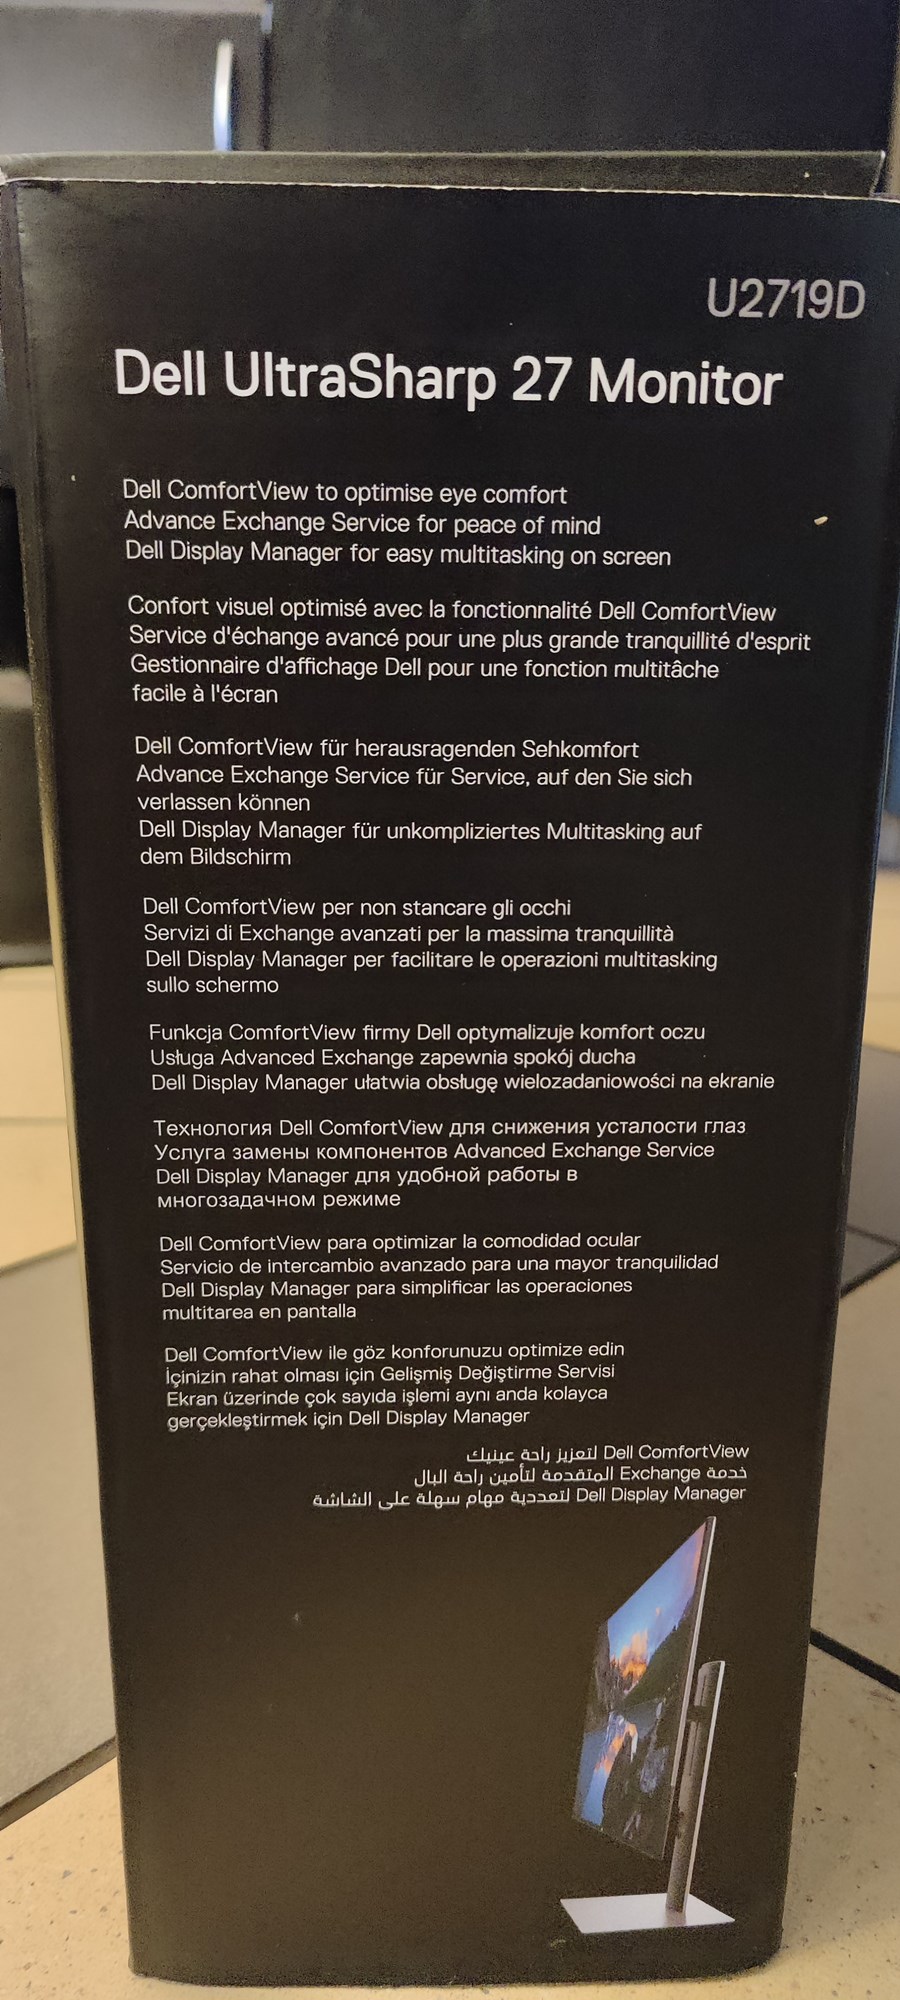 U2719D
Dell UltraSharp 27 Monitor
Dell ComfortView to optimise eye comfort
Advance Exchange Service for peace of mind
Dell Display Manager for easy multitasking on screen
Confort visuel optimisé avec la fonctionnalité Dell ComfortView
Service d'échange avancé pour une plus grande tranquillité d'esprit
Gestionnaire d'affichage Dell pour une fonction multitâche
facile à l'écran
Dell ComfortView für herausragenden Sehkomfort
Advance Exchange Service für Service, auf den Sie sich
verlassen können
Dell Display Manager für unkompliziertes Multitasking auf
dem Bildschirm
Dell ComfortView per non stancare gli occhi
Servizi di Exchange avanzati per la massima tranquillità
Dell Display Manager per facilitare le operazioni multitasking
sullo schermo
Funkcja ComfortView firmy Dell optymalizuje komfort oczu
Usługa Advanced Exchange zapewnia spokój ducha
Dell Display Manager ułatwia obsługę wielozadaniowości na ekranie
Технология Dell ComfortView для снижения усталости глаз
Услуга замены компонентов Advanced Exchange Service
Dell Display Manager для удобной работы в
многозадачном режиме
Dell ComfortView para optimizar la comodidad ocular
Servicio de intercambio avanzado para una mayor tranquilidad
Dell Display Manager para simplificar las operaciones
multitarea en pantalla
Dell ComfortView ile göz konforunuzu optimize edin
İçinizin rahat olması için Gelişmiş Değiştirme Servisi
Ekran üzerinde çok sayıda işlemi aynı anda kolayca
gerçekleştirmek için Dell Display Manager
Dell ComfortView لتعزيز راحة عينيك
خدمة Exchange المتقدمة لتأمين راحة البال
Dell Display Manager لتعددية مهام سهلة على الشاشة